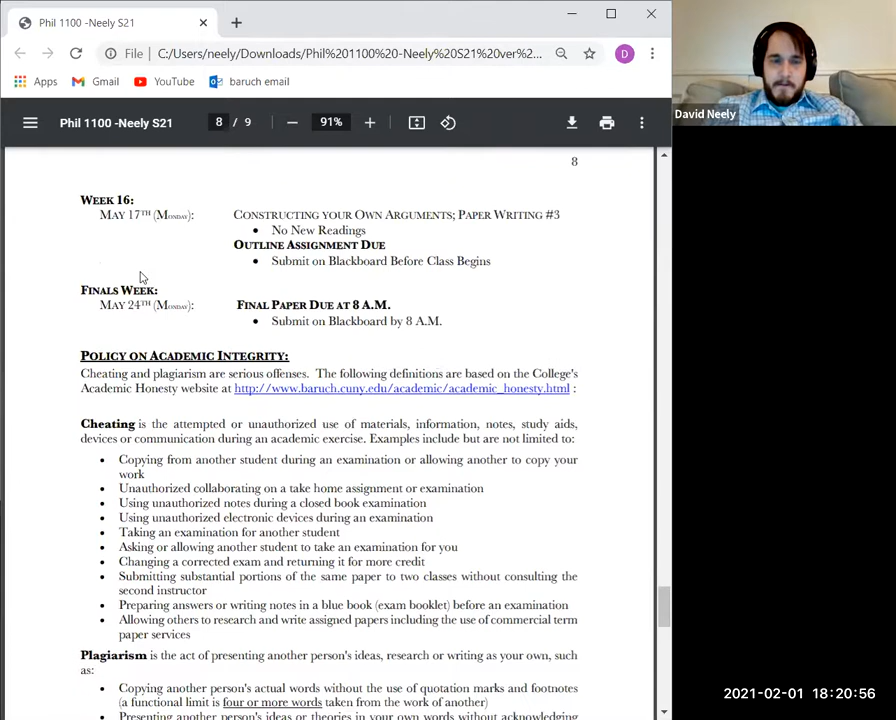 Phil 1100 -Neely S21
File
C:/Users/neely/Downloads/Phil%201100%20-Neely%20S21%20ver%2...
D
Apps
Gmail
YouTube
baruch email
Phil 1100 -Neely S21
8 / 9
91%
David Neely
8
WEEK 16:
MAY 17TH (MONDAY): CONSTRUCTING YOUR OWN ARGUMENTS; PAPER WRITING #3
• No New Readings
OUTLINE ASSIGNMENT DUE
• Submit on Blackboard Before Class Begins
FINALS WEEK:
MAY 24TH (MONDAY): FINAL PAPER DUE AT 8 A.M.
• Submit on Blackboard by 8 A.M.
POLICY ON ACADEMIC INTEGRITY:
Cheating and plagiarism are serious offenses. The following definitions are based on the College's
Academic Honesty website at http://www.baruch.cuny.edu/academic/academic_honesty.html :
Cheating is the attempted or unauthorized use of materials, information, notes, study aids,
devices or communication during an academic exercise. Examples include but are not limited to:
• Copying from another student during an examination or allowing another to copy your
work
• Unauthorized collaborating on a take home assignment or examination
• Using unauthorized notes during a closed book examination
• Using unauthorized electronic devices during an examination
• Taking an examination for another student
• Asking or allowing another student to take an examination for you
• Changing a corrected exam and returning it for more credit
• Submitting substantial portions of the same paper to two classes without consulting the
second instructor
• Preparing answers or writing notes in a blue book (exam booklet) before an examination
• Allowing others to research and write assigned papers including the use of commercial term
paper services
Plagiarism is the act of presenting another person's ideas, research or writing as your own, such
as:
• Copying another person's actual words without the use of quotation marks and footnotes
(a functional limit is four or more words taken from the work of another)
• Presenting another person's ideas or theories in your own words without acknowledging
2021-02-01 18:20:56